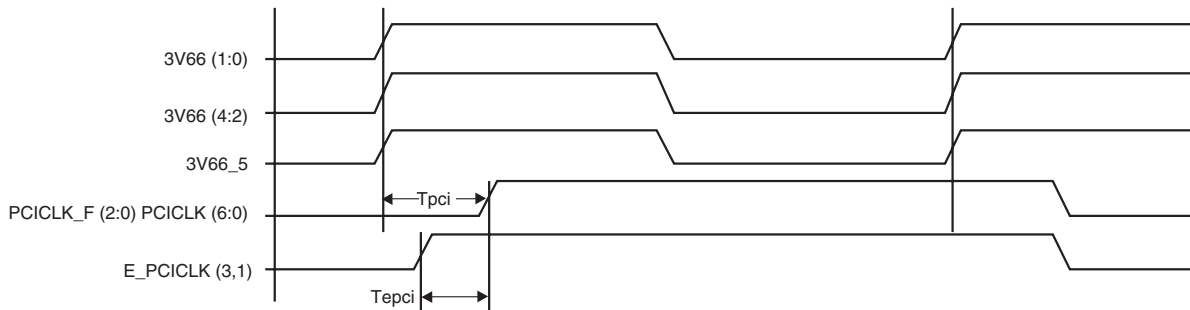 3V66 (1:0)
3V66 (4:2)
3V66_5
Tpci
PCICLK_F (2:0) PCICLK (6:0)
E_PCICLK (3,1)
Tepci